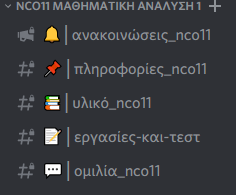 NCO11 ΜΑΘΗΜΑΤΙΚΗ ΑΝΑΛΥΣΗ 1
ανακοινώσεις_nco11
πληροφορίες_nco11
υλικό_nco11
εργασίες-και-τεστ
ομιλία_nco11